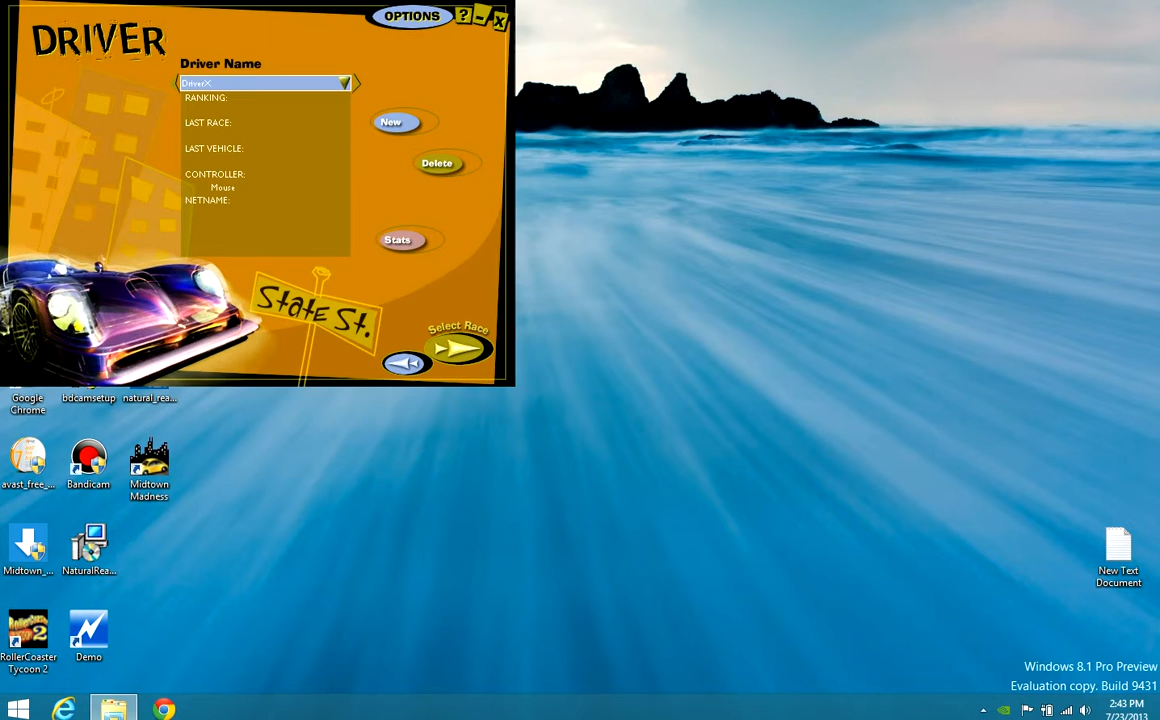 OPTIONS
? - X
DRIVER
Driver Name
DriverX
RANKING:
LAST RACE:
New
LAST VEHICLE:
Delete
CONTROLLER:
Mouse
NETNAME:
Stats
State St.
Select Race
Google
Chrome
bdcamsetup
natural_rea...
avast_free_...
Bandicam
Midtown
Madness
Midtown_...
NaturalRea...
New Text
Document
RollerCoaster
Tycoon 2
Demo
Windows 8.1 Pro Preview
Evaluation copy. Build 9431
2:43 PM
7/23/2013